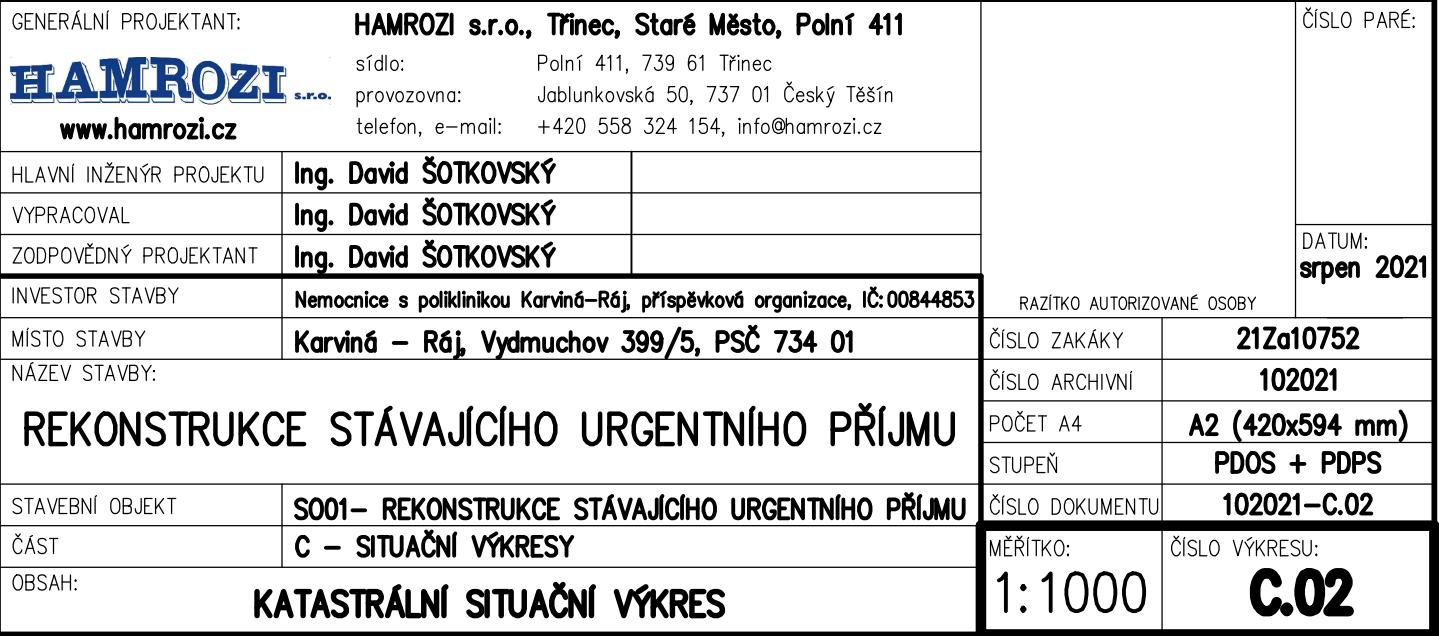 GENERÁLNÍ PROJEKTANT:
HAMROZI s.r.o., Třinec, Staré Město, Polní 411
ČÍSLO PARÉ:
HAMROZI s.r.o.
www.hamrozi.cz
sídlo: Polní 411, 739 61 Třinec
provozovna: Jablunkovská 50, 737 01 Český Těšín
telefon, e-mail: +420 558 324 154, info@hamrozi.cz
HLAVNÍ INŽENÝR PROJEKTU Ing. David ŠOTKOVSKÝ
VYPRACOVAL Ing. David ŠOTKOVSKÝ
ZODPOVĚDNÝ PROJEKTANT Ing. David ŠOTKOVSKÝ
DATUM:
srpen 2021
RAZÍTKO AUTORIZOVANÉ OSOBY
INVESTOR STAVBY Nemocnice s poliklinikou Karviná-Ráj, příspěvková organizace, IČ:00844853
MÍSTO STAVBY Karviná - Ráj, Vydmuchov 399/5, PSČ 734 01
NÁZEV STAVBY:
REKONSTRUKCE STÁVAJÍCÍHO URGENTNÍHO PŘÍJMU
STAVEBNÍ OBJEKT SO01- REKONSTRUKCE STÁVAJÍCÍHO URGENTNÍHO PŘÍJMU
ČÁST C - SITUAČNÍ VÝKRESY
OBSAH:
KATASTRÁLNÍ SITUAČNÍ VÝKRES
ČÍSLO ZAKÁKY 21Za10752
ČÍSLO ARCHIVNÍ 102021
POČET A4 A2 (420x594 mm)
STUPEŇ PDOS + PDPS
ČÍSLO DOKUMENTU 102021-C.02
MĚŘÍTKO:
1:1000
ČÍSLO VÝKRESU:
C.02